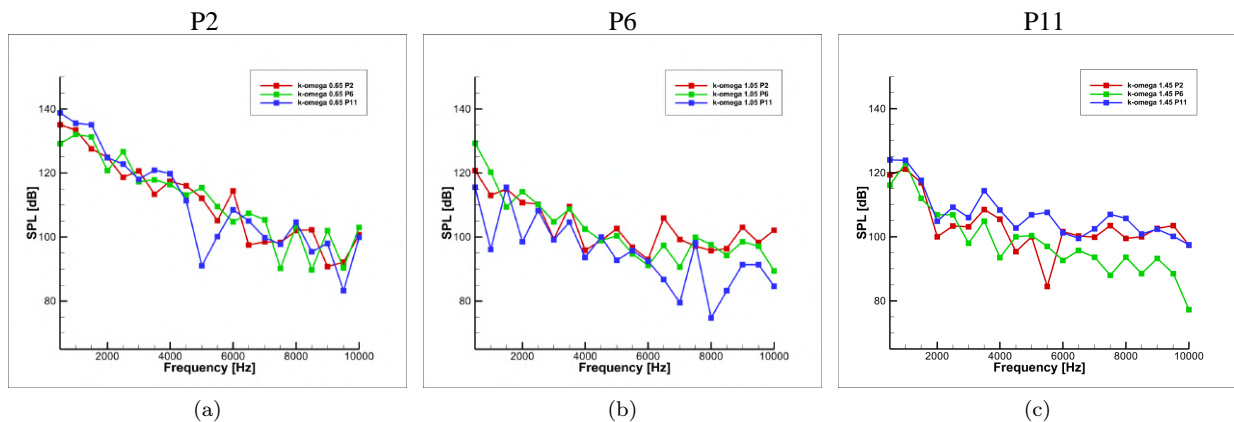 P2
P6
P11
k-omega 0.65 P2
k-omega 0.65 P6
k-omega 0.65 P11
140
120
100
80
SPL [dB]
2000 4000 6000 8000 10000
Frequency [Hz]
k-omega 1.05 P2
k-omega 1.05 P6
k-omega 1.05 P11
140
120
100
80
SPL [dB]
2000 4000 6000 8000 10000
Frequency [Hz]
k-omega 1.45 P2
k-omega 1.45 P6
k-omega 1.45 P11
140
120
100
80
SPL [dB]
2000 4000 6000 8000 10000
Frequency [Hz]
(a)
(b)
(c)